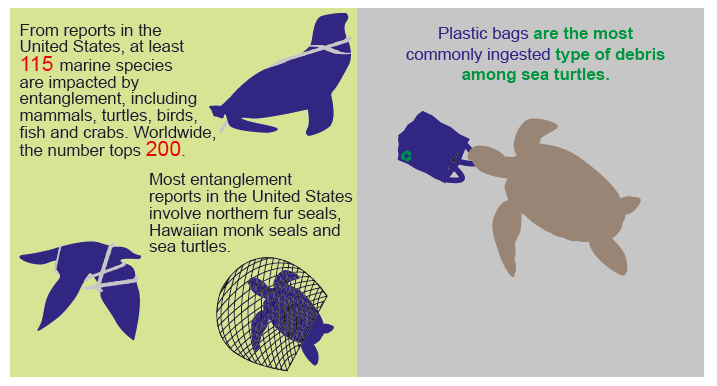 From reports in the
United States, at least
115 marine species
are impacted by
entanglement, including
mammals, turtles, birds,
fish and crabs. Worldwide,
the number tops 200.
Most entanglement
reports in the United States
involve northern fur seals,
Hawaiian monk seals and
sea turtles.
Plastic bags are the most
commonly ingested type of debris
among sea turtles.